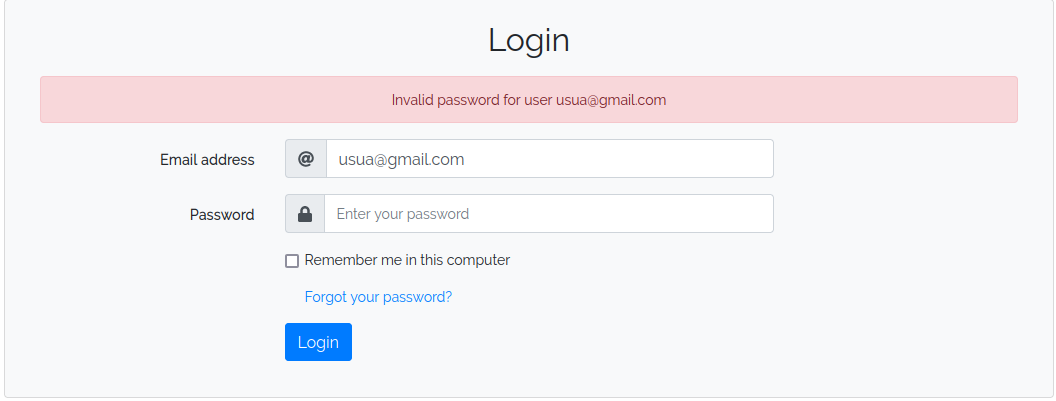 Login
Invalid password for user usua@gmail.com
Email address @ usua@gmail.com
Password Enter your password
Remember me in this computer
Forgot your password?
Login